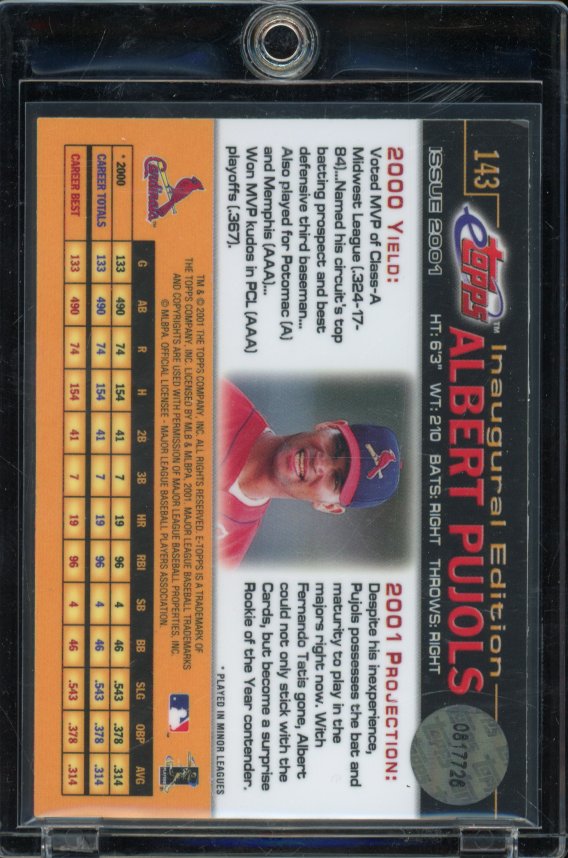 143
etopps™
Inaugural Edition
ALBERT PUJOLS
ISSUE 2001
HT: 6'3" WT: 210 BATS: RIGHT THROWS: RIGHT
0817726
2000 YIELD:
Voted MVP of Class-A
Midwest League (.324-17-
84)...Named his circuit's top
batting prospect and best
defensive third baseman...
Also played for Potomac (A)
and Memphis (AAA)...
Won MVP kudos in PCL (AAA)
playoffs (.367).
2001 PROJECTION:
Despite his inexperience,
Pujols possesses the bat and
maturity to play in the
majors right now. With
Fernando Tatis gone, Albert
could not only stick with the
Cards, but become a surprise
Rookie of the Year contender.
* PLAYED IN MINOR LEAGUES
Cardinals
TM & © 2001 THE TOPPS COMPANY, INC. ALL RIGHTS RESERVED. E-TOPPS IS A TRADEMARK OF
THE TOPPS COMPANY, INC. LICENSED BY MLB & MLBPA, 2001. MAJOR LEAGUE BASEBALL TRADEMARKS
AND COPYRIGHTS ARE USED WITH PERMISSION OF MAJOR LEAGUE BASEBALL PROPERTIES, INC.
© MLBPA. OFFICIAL LICENSEE - MAJOR LEAGUE BASEBALL PLAYERS ASSOCIATION.
G AB R H 2B 3B HR RBI SB BB SLG OBP AVG
* 2000 133 490 74 154 41 7 19 96 4 46 .543 .378 .314
CAREER TOTALS 133 490 74 154 41 7 19 96 4 46 .543 .378 .314
CAREER BEST 133 490 74 154 41 7 19 96 4 46 .543 .378 .314